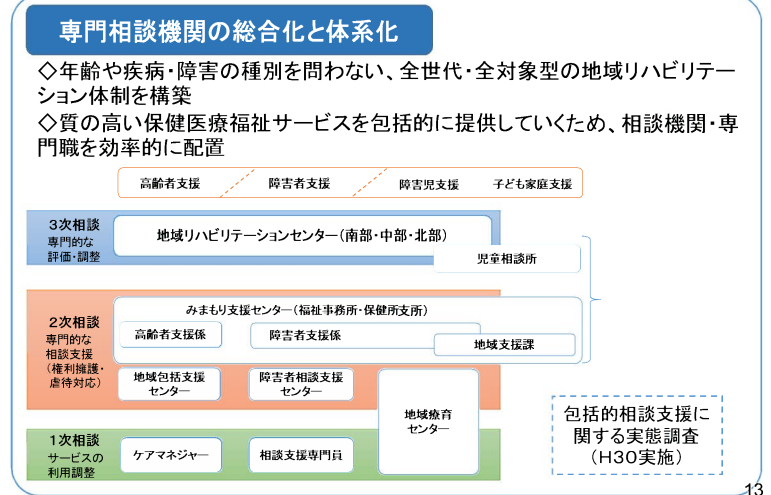 専門相談機関の総合化と体系化
◇年齢や疾病・障害の種別を問わない、全世代・全対象型の地域リハビリテー
ション体制を構築
◇質の高い保健医療福祉サービスを包括的に提供していくため、相談機関・専
門職を効率的に配置
高齢者支援
障害者支援
障害児支援
子ども家庭支援
3次相談
専門的な
評価・調整
地域リハビリテーションセンター(南部・中部・北部)
児童相談所
2次相談
専門的な
相談支援
(権利擁護・
虐待対応)
みまもり支援センター(福祉事務所・保健所支所)
高齢者支援係
障害者支援係
地域支援課
地域包括支援
センター
障害者相談支援
センター
地域療育
センター
1次相談
サービスの
利用調整
ケアマネジャー
相談支援専門員
包括的相談支援に
関する実態調査
(H30実施)
13